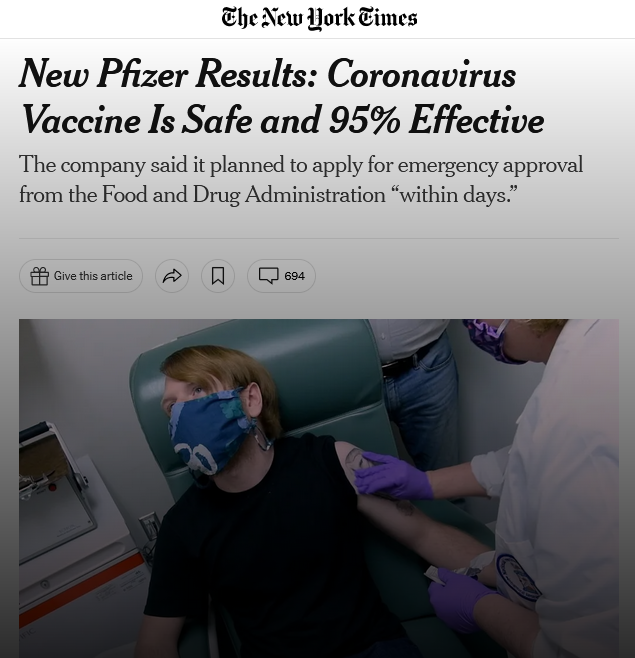 The New York Times
New Pfizer Results: Coronavirus
Vaccine Is Safe and 95% Effective
The company said it planned to apply for emergency approval
from the Food and Drug Administration “within days.”
Give this article
694